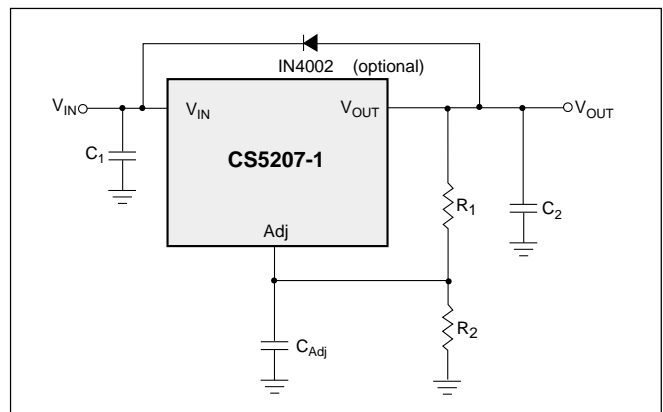 IN4002 (optional)
VIN
VIN
VOUT
VOUT
C1
CS5207-1
R1
C2
Adj
CAdj
R2